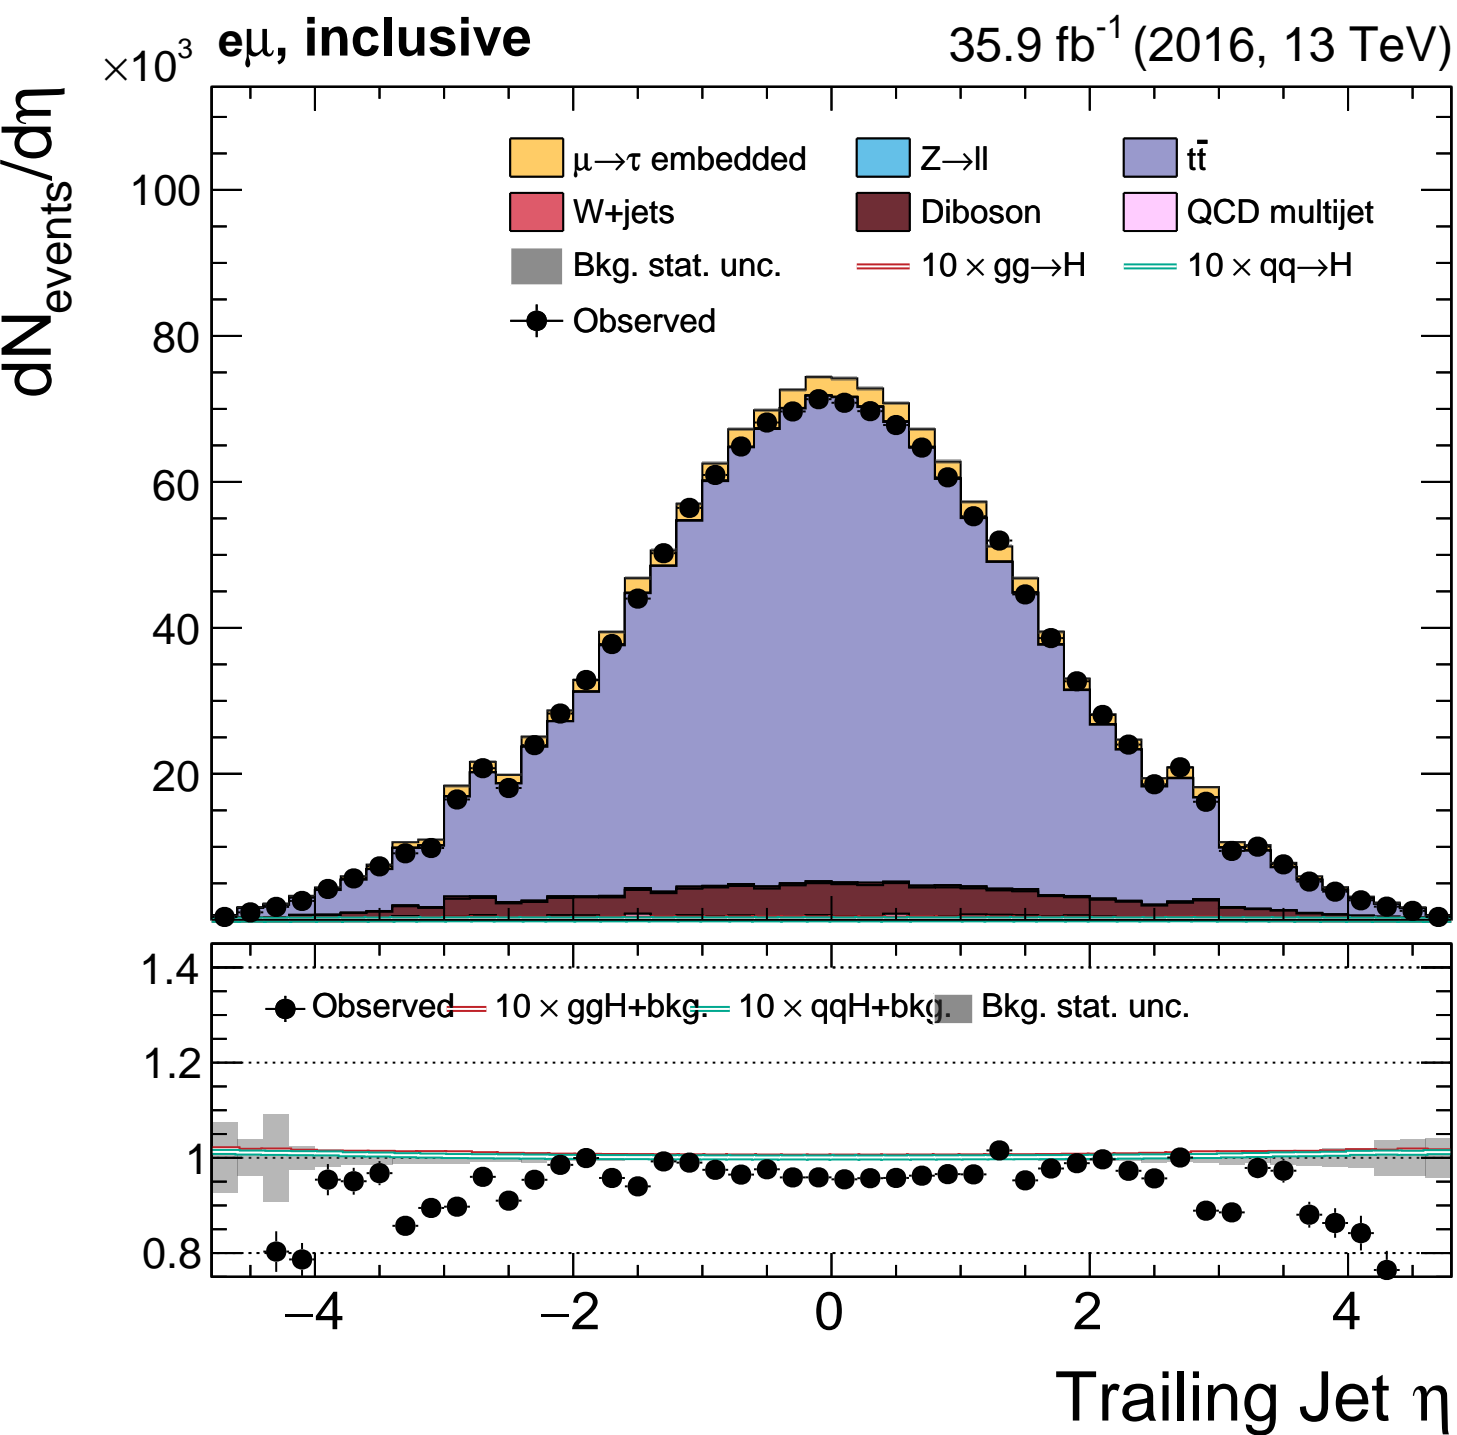 ×10³ eμ, inclusive 35.9 fb⁻¹ (2016, 13 TeV)
dN_events/dη
μ→τ embedded Z→ll tt̄
W+jets Diboson QCD multijet
Bkg. stat. unc. 10 × gg→H 10 × qq→H
Observed
100
80
60
40
20
1.4
Observed 10 × ggH+bkg. 10 × qqH+bkg. Bkg. stat. unc.
1.2
1
0.8
−4 −2 0 2 4
Trailing Jet η